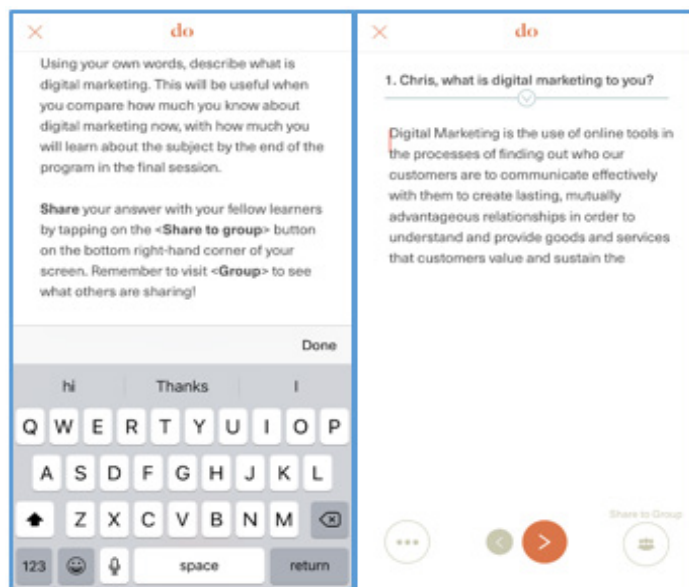 do
Using your own words, describe what is
digital marketing. This will be useful when
you compare how much you know about
digital marketing now, with how much you
will learn about the subject by the end of the
program in the final session.
Share your answer with your fellow learners
by tapping on the <Share to group> button
on the bottom right-hand corner of your
screen. Remember to visit <Group> to see
what others are sharing!
Done
hi Thanks I
Q W E R T Y U I O P
A S D F G H J K L
Z X C V B N M
123 space return
do
1. Chris, what is digital marketing to you?
Digital Marketing is the use of online tools in
the processes of finding out who our
customers are to communicate effectively
with them to create lasting, mutually
advantageous relationships in order to
understand and provide goods and services
that customers value and sustain the
Share to Group